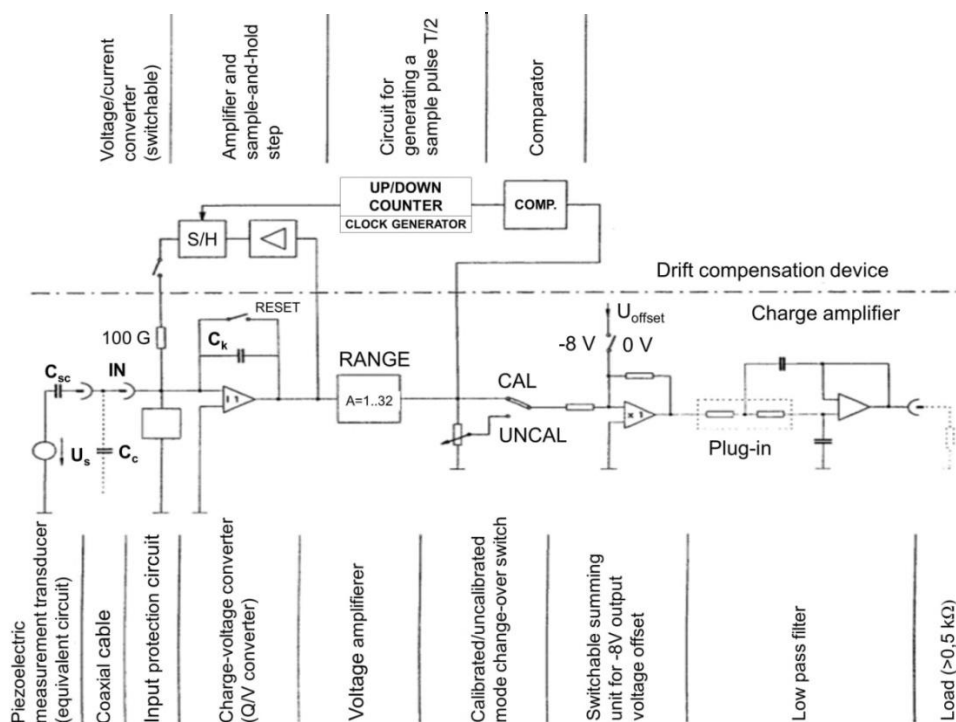 Voltage/current
converter
(switchable)
Amplifier and
sample-and-hold
step
Circuit for
generating a
sample pulse T/2
Comparator
UP/DOWN
COUNTER
CLOCK GENERATOR
COMP.
S/H
Drift compensation device
100 G
RESET
Ck
Uoffset
Charge amplifier
-8 V
0 V
RANGE
Csc
IN
CAL
A=1..32
UNCAL
Us
Cc
Plug-in
Piezoelectric
measurement transducer
(equivalent circuit)
Coaxial cable
Input protection circuit
Charge-voltage converter
(Q/V converter)
Voltage amplifierer
Calibrated/uncalibrated
mode change-over switch
Switchable summing
unit for -8V output
voltage offset
Low pass filter
Load (>0,5 kΩ)